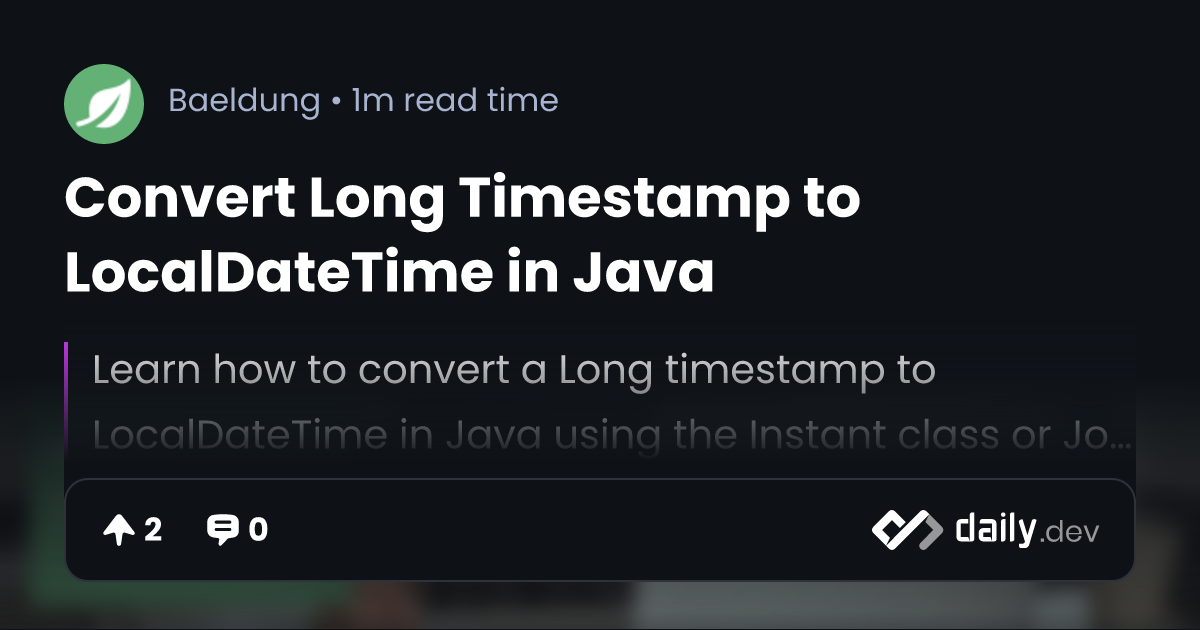 Baeldung • 1m read time
Convert Long Timestamp to
LocalDateTime in Java
Learn how to convert a Long timestamp to
LocalDateTime in Java using the Instant class or Jo...
2 0 daily.dev